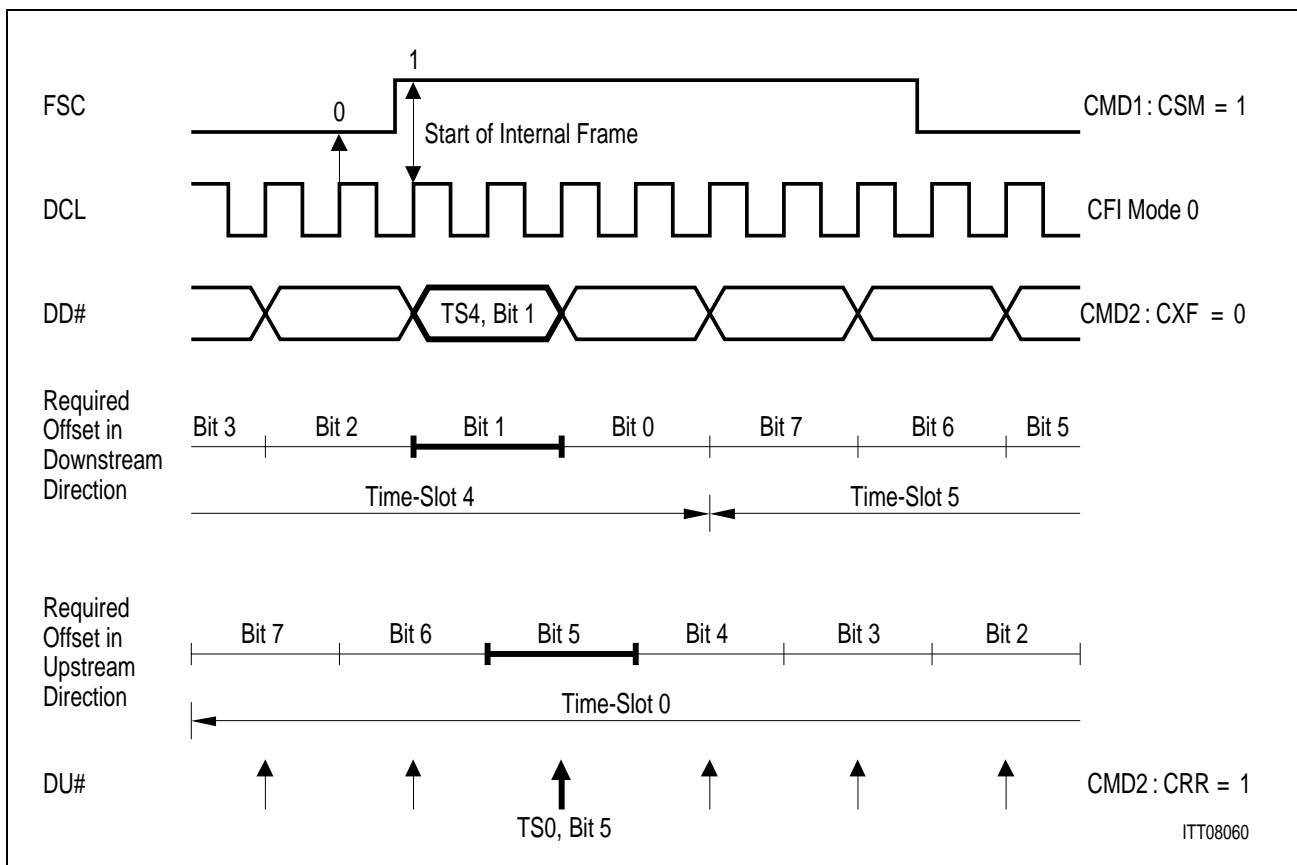 1
FSC
0
CMD1: CSM = 1
Start of Internal Frame
DCL
CFI Mode 0
DD#
TS4, Bit 1
CMD2: CXF = 0
Required
Offset in
Downstream
Direction
Bit 3 Bit 2 Bit 1 Bit 0 Bit 7 Bit 6 Bit 5
Time-Slot 4 Time-Slot 5
Required
Offset in
Upstream
Direction
Bit 7 Bit 6 Bit 5 Bit 4 Bit 3 Bit 2
Time-Slot 0
DU#
CMD2: CRR = 1
TS0, Bit 5
ITT08060